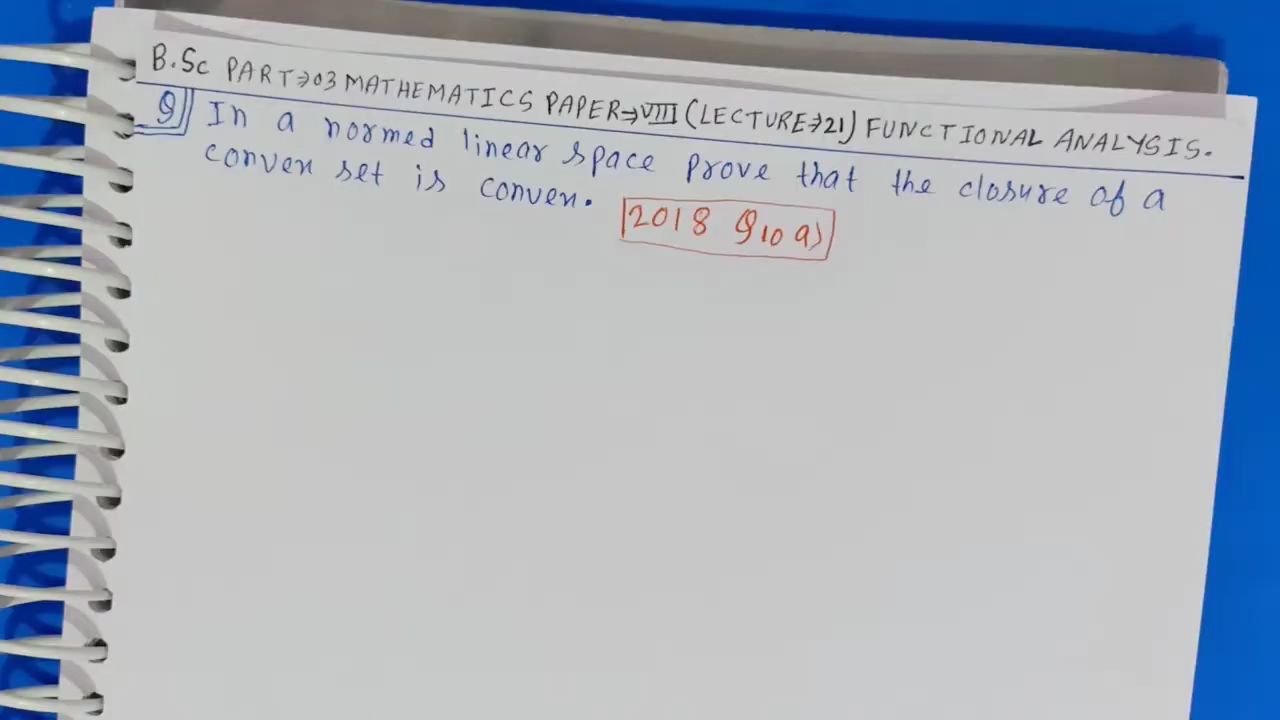 B.Sc PART→03 MATHEMATICS PAPER→VIII (LECTURE→21) FUNCTIONAL ANALYSIS.
Q In a normed linear space prove that the closure of a
convex set is convex.
2018 Q10 a)